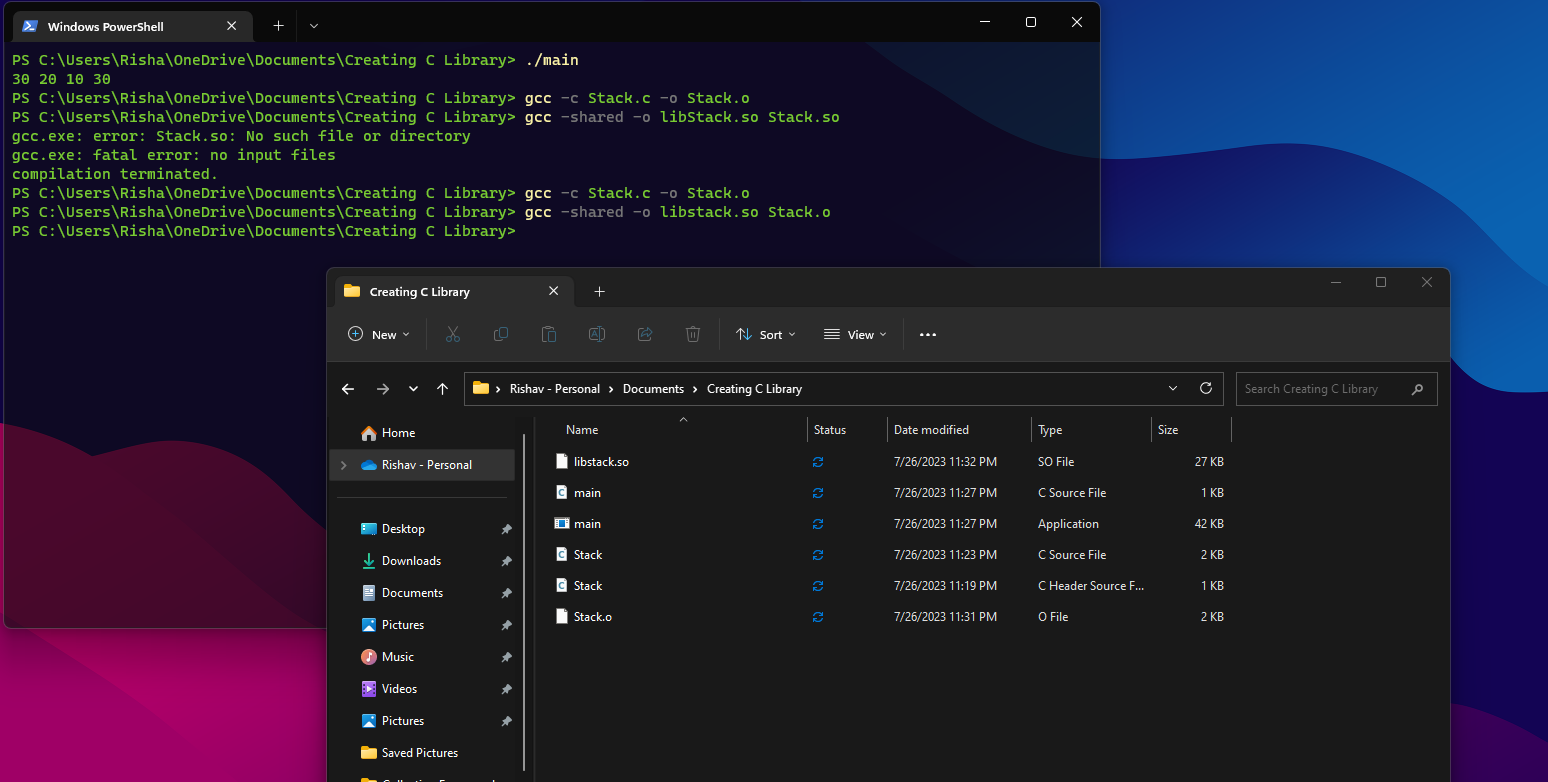 Windows PowerShell
PS C:\Users\Risha\OneDrive\Documents\Creating C Library> ./main
30 20 10 30
PS C:\Users\Risha\OneDrive\Documents\Creating C Library> gcc -c Stack.c -o Stack.o
PS C:\Users\Risha\OneDrive\Documents\Creating C Library> gcc -shared -o libStack.so Stack.so
gcc.exe: error: Stack.so: No such file or directory
gcc.exe: fatal error: no input files
compilation terminated.
PS C:\Users\Risha\OneDrive\Documents\Creating C Library> gcc -c Stack.c -o Stack.o
PS C:\Users\Risha\OneDrive\Documents\Creating C Library> gcc -shared -o libstack.so Stack.o
PS C:\Users\Risha\OneDrive\Documents\Creating C Library>
Creating C Library
New Sort View
Rishav - Personal > Documents > Creating C Library Search Creating C Library
Home
Rishav - Personal
Desktop
Downloads
Documents
Pictures
Music
Videos
Pictures
Saved Pictures
Name Status Date modified Type Size
libstack.so 7/26/2023 11:32 PM SO File 27 KB
main 7/26/2023 11:27 PM C Source File 1 KB
main 7/26/2023 11:27 PM Application 42 KB
Stack 7/26/2023 11:23 PM C Source File 2 KB
Stack 7/26/2023 11:19 PM C Header Source F... 1 KB
Stack.o 7/26/2023 11:31 PM O File 2 KB